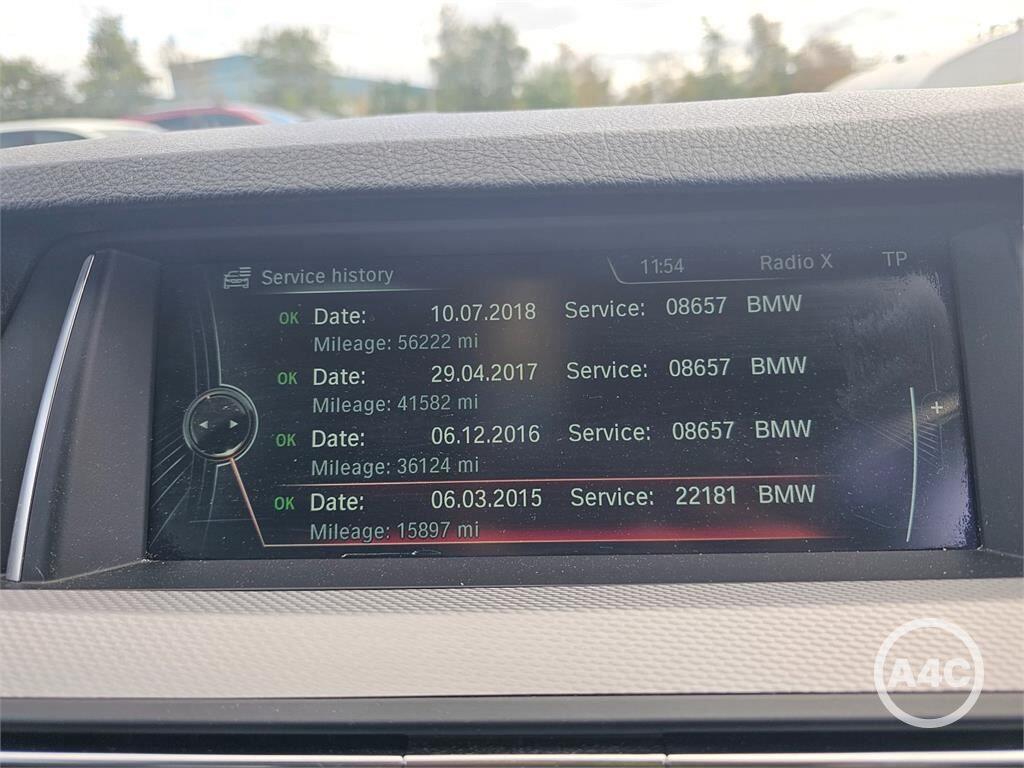 Service history 11:54 Radio X TP
OK Date: 10.07.2018 Service: 08657 BMW
Mileage: 56222 mi
OK Date: 29.04.2017 Service: 08657 BMW
Mileage: 41582 mi
OK Date: 06.12.2016 Service: 08657 BMW
Mileage: 36124 mi
OK Date: 06.03.2015 Service: 22181 BMW
Mileage: 15897 mi
A4C